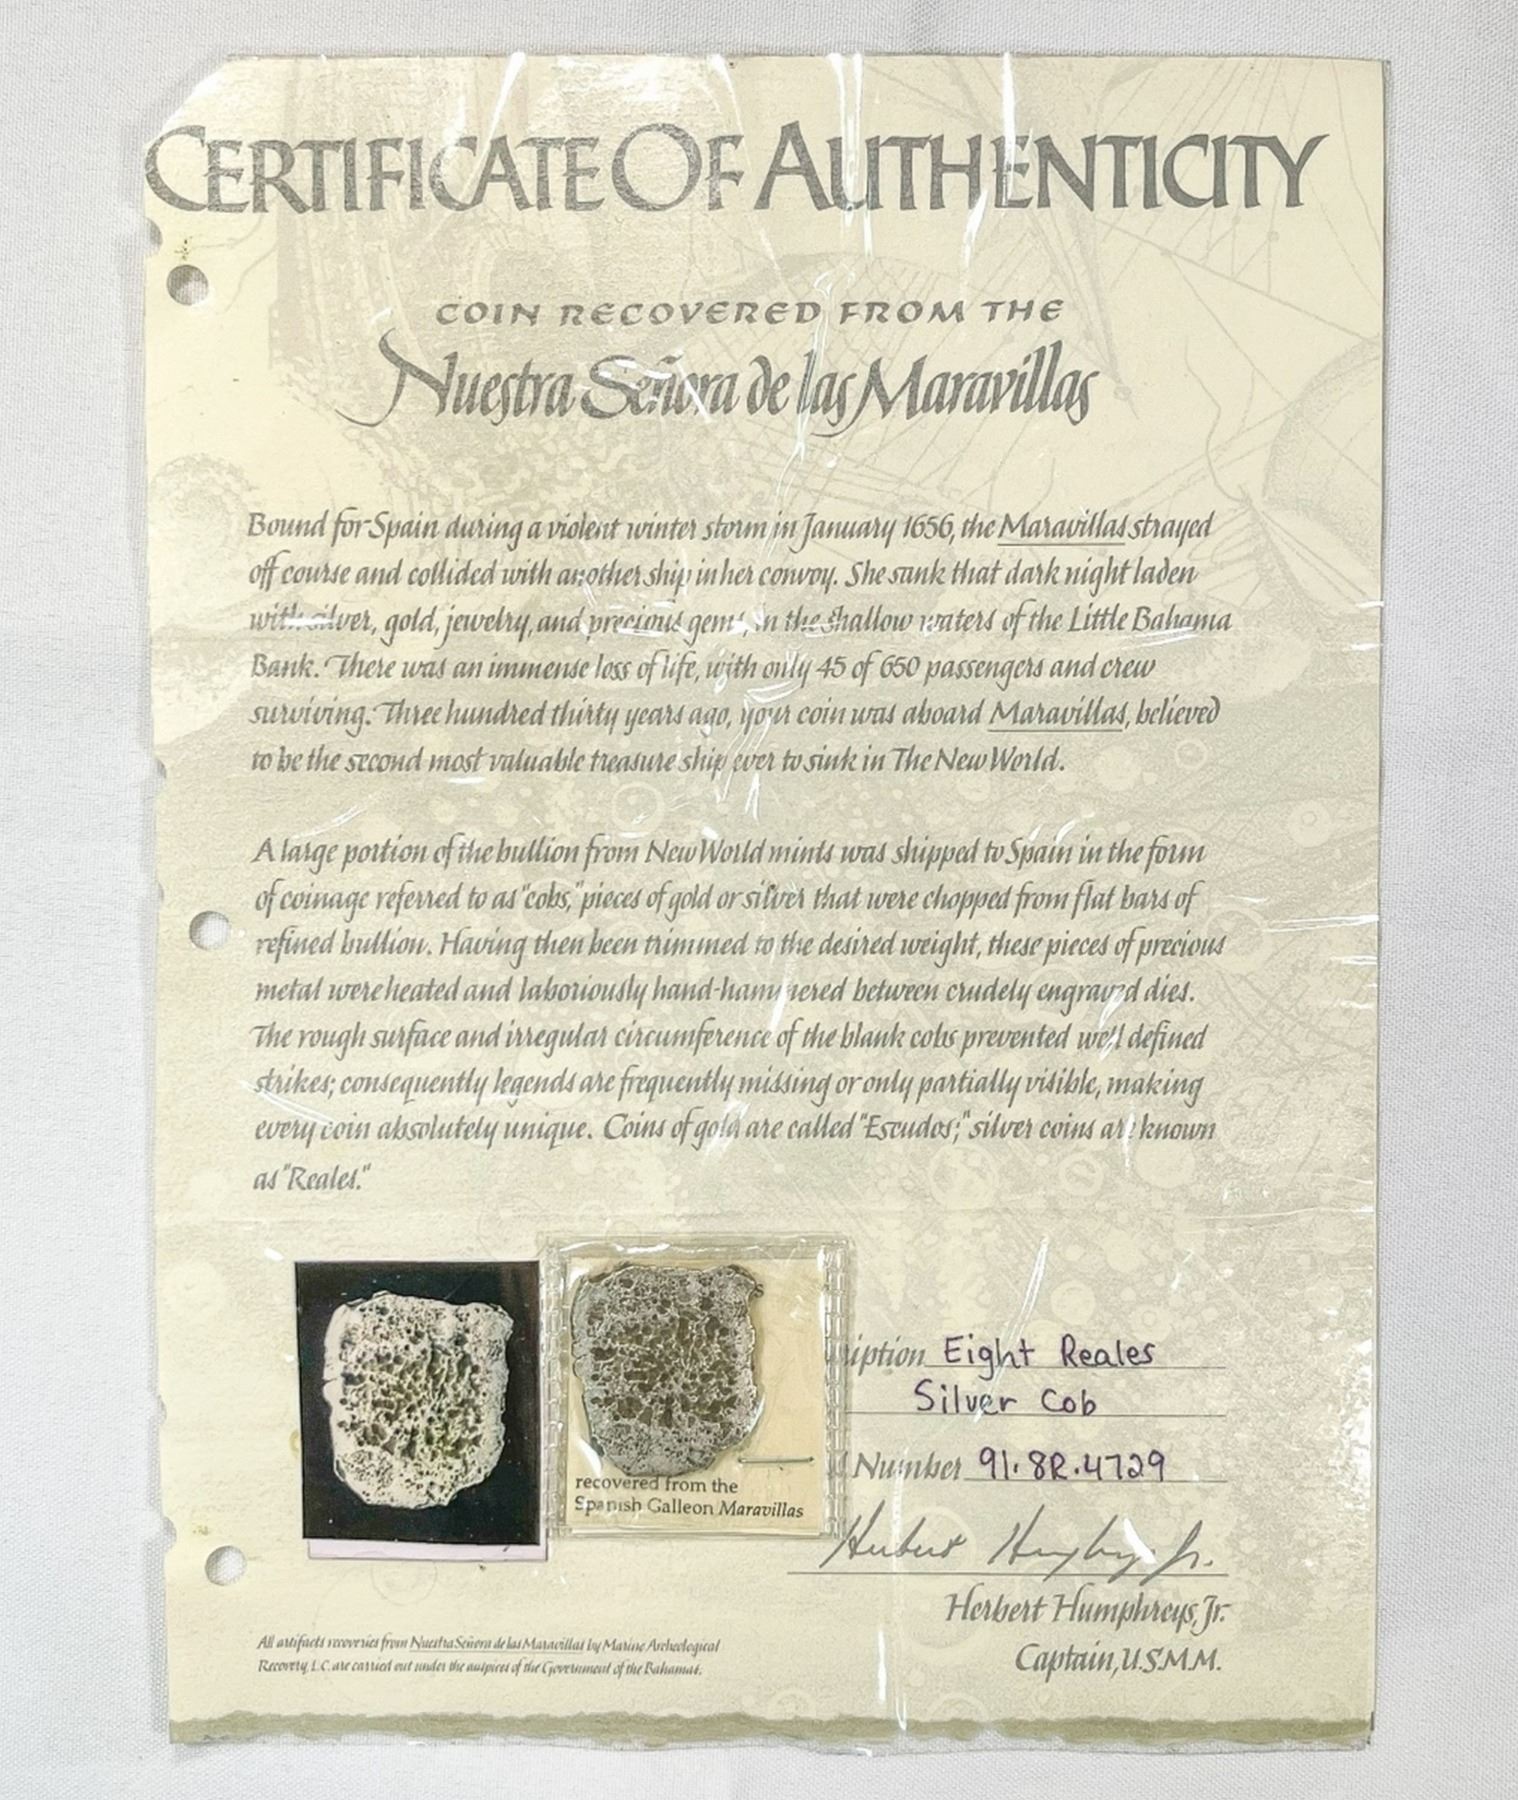 CERTIFICATE OF AUTHENTICITY
COIN RECOVERED FROM THE
Nuestra Señora de las Maravillas
Bound for Spain during a violent winter storm in January 1656, the Maravillas strayed
off course and collided with another ship in her convoy. She sank that dark night laden
with silver, gold, jewelry, and precious gems, in the shallow waters of the Little Bahama
Bank. There was an immense loss of life, with only 45 of 650 passengers and crew
surviving. Three hundred thirty years ago, your coin was aboard Maravillas, believed
to be the second most valuable treasure ship ever to sink in The New World.
A large portion of the bullion from New World mints was shipped to Spain in the form
of coinage referred to as "cobs," pieces of gold or silver that were chopped from flat bars of
refined bullion. Having then been trimmed to the desired weight, these pieces of precious
metal were heated and laboriously hand-hammered between crudely engraved dies.
The rough surface and irregular circumference of the blank cobs prevented well defined
strikes; consequently legends are frequently missing or only partially visible, making
every coin absolutely unique. Coins of gold are called "Escudos;" silver coins are known
as "Reales."
s
iption Eight Reales
Silver Cob
Number 91.8R.4729
recovered from the
Spanish Galleon Maravillas
Herbert Humphreys, Jr.
Herbert Humphreys, Jr.
Captain, U.S.M.M.
All artifacts recoveries from Nuestra Señora de las Maravillas by Marine Archeological
Recovery, L.C. are carried out under the auspices of the Government of the Bahamas.